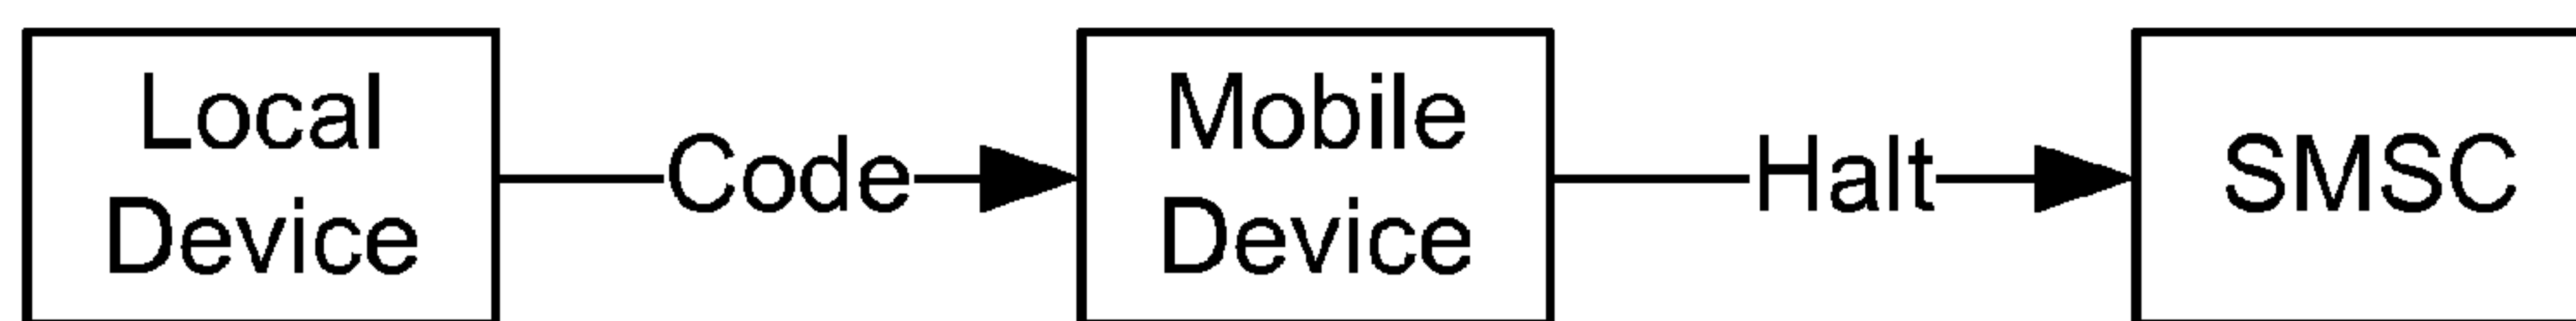 Local
Device
Code
Mobile
Device
Halt
SMSC